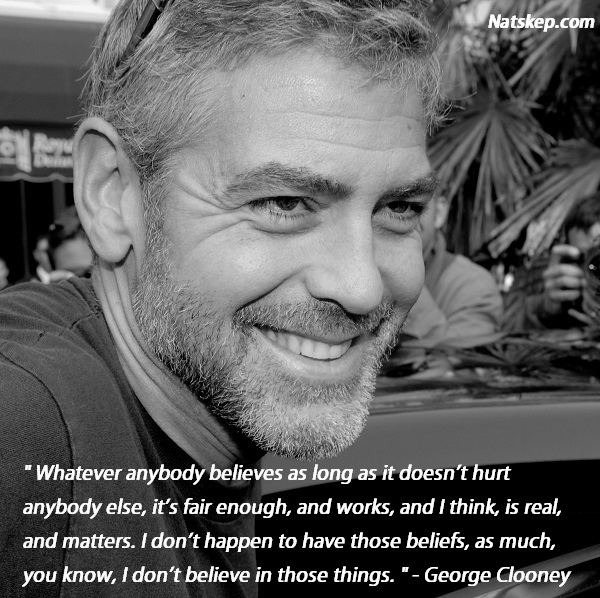 Natskep.com
" Whatever anybody believes as long as it doesn't hurt
anybody else, it's fair enough, and works, and I think, is real,
and matters. I don't happen to have those beliefs, as much,
you know, I don't believe in those things. " - George Clooney